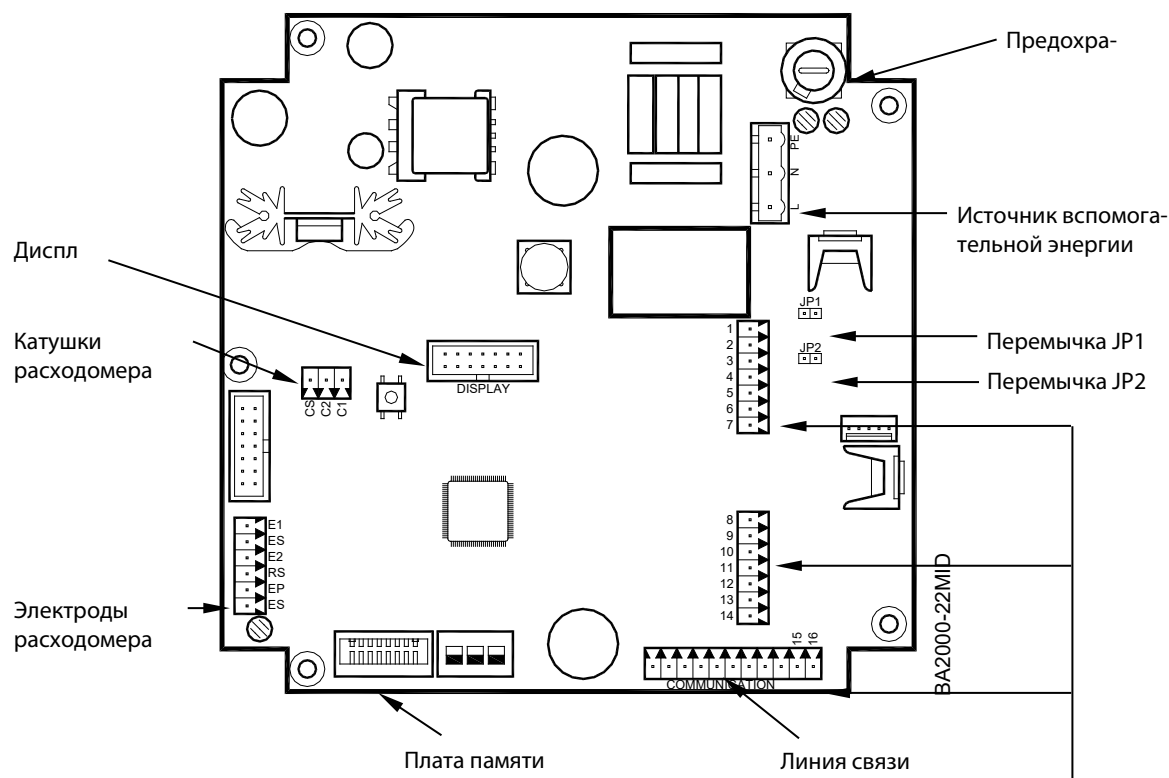 Предохра-
PE
N
L
Источник вспомога-
тельной энергии
Диспл
JP1
1
2
3
4
5
6
7
Перемычка JP1
JP2
Перемычка JP2
Катушки
расходомера
DISPLAY
CS
C2
C1
E1
ES
E2
RS
EP
ES
8
9
10
11
12
13
14
Электроды
расходомера
15
16
COMMUNICATION
BA2000-22MID
Плата памяти
Линия связи